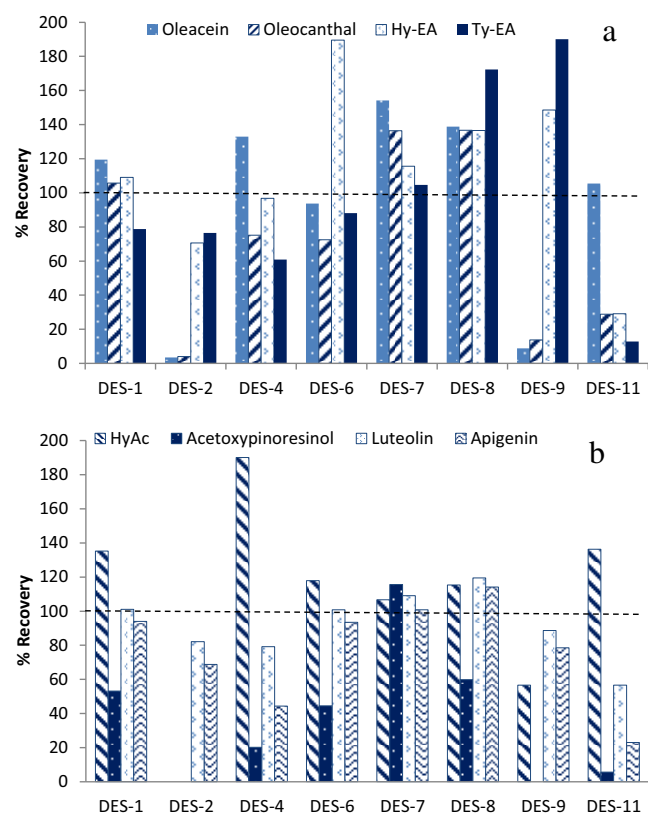 200
Oleacein Oleocanthal Hy-EA Ty-EA
a
180
160
140
120
100
80
60
40
20
0
% Recovery
DES-1 DES-2 DES-4 DES-6 DES-7 DES-8 DES-9 DES-11
200
HyAc Acetoxypinoresinol Luteolin Apigenin
b
180
160
140
120
100
80
60
40
20
0
% Recovery
DES-1 DES-2 DES-4 DES-6 DES-7 DES-8 DES-9 DES-11